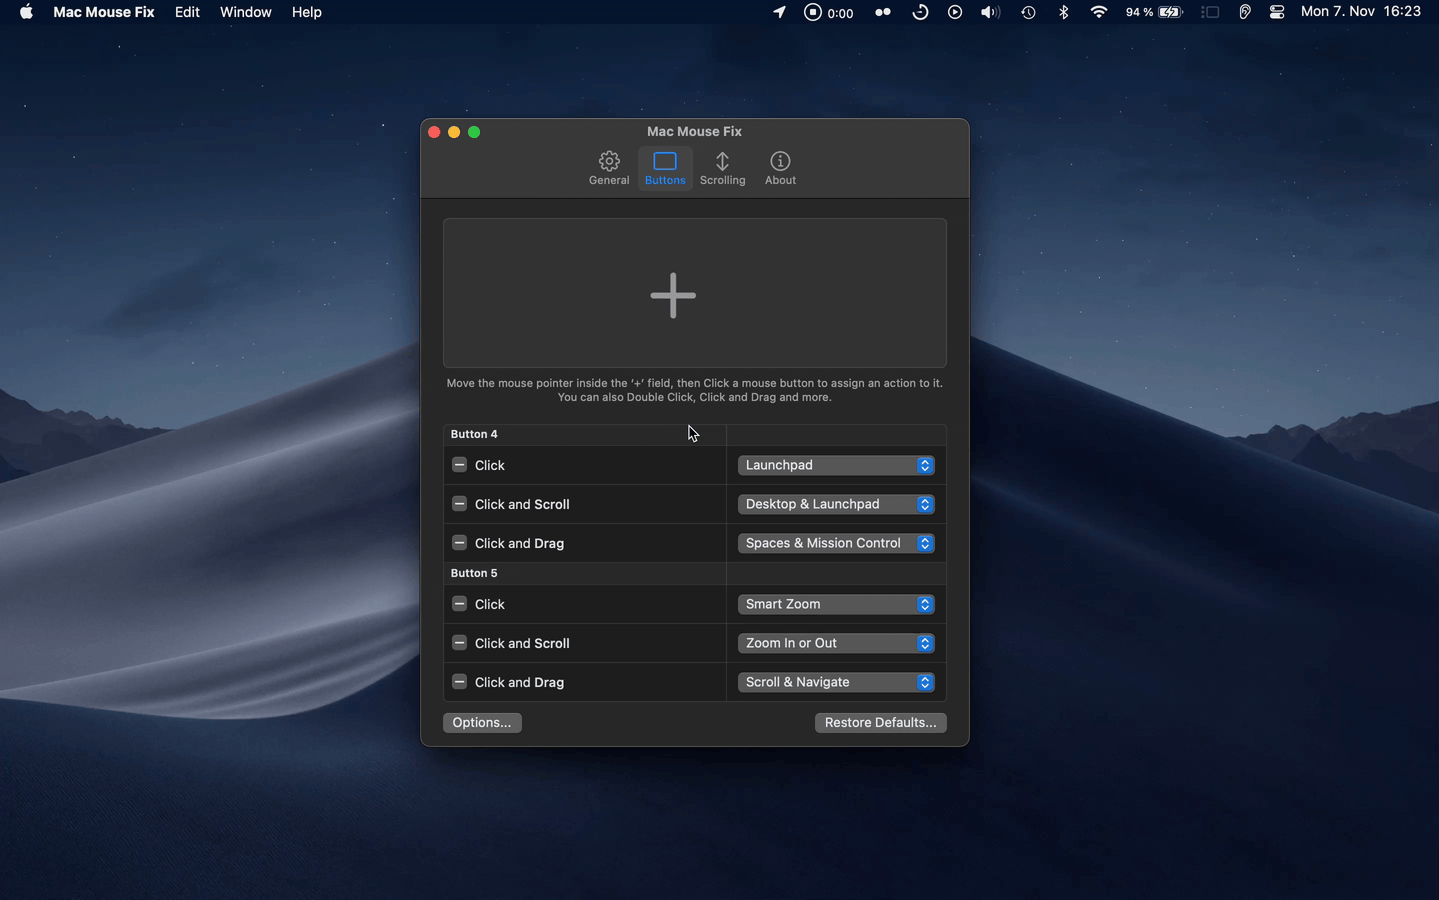 Mac Mouse Fix Edit Window Help 0:00 94 % Mon 7. Nov 16:23
Mac Mouse Fix
General Buttons Scrolling About
Move the mouse pointer inside the ‘+’ field, then Click a mouse button to assign an action to it.
You can also Double Click, Click and Drag and more.
Button 4
Click Launchpad
Click and Scroll Desktop & Launchpad
Click and Drag Spaces & Mission Control
Button 5
Click Smart Zoom
Click and Scroll Zoom In or Out
Click and Drag Scroll & Navigate
Options... Restore Defaults...